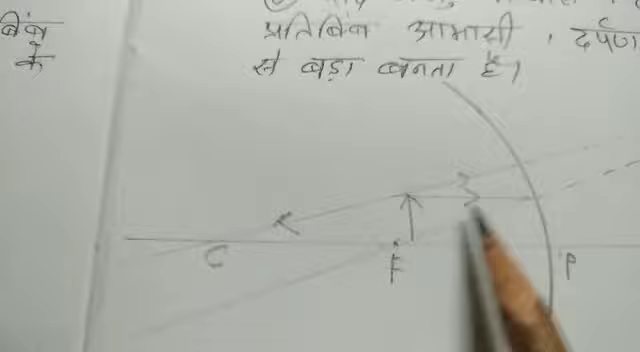 बिंब
के
प्रतिबिंब आभासी, दर्पण
से बड़ा बनता है।
C
F
P